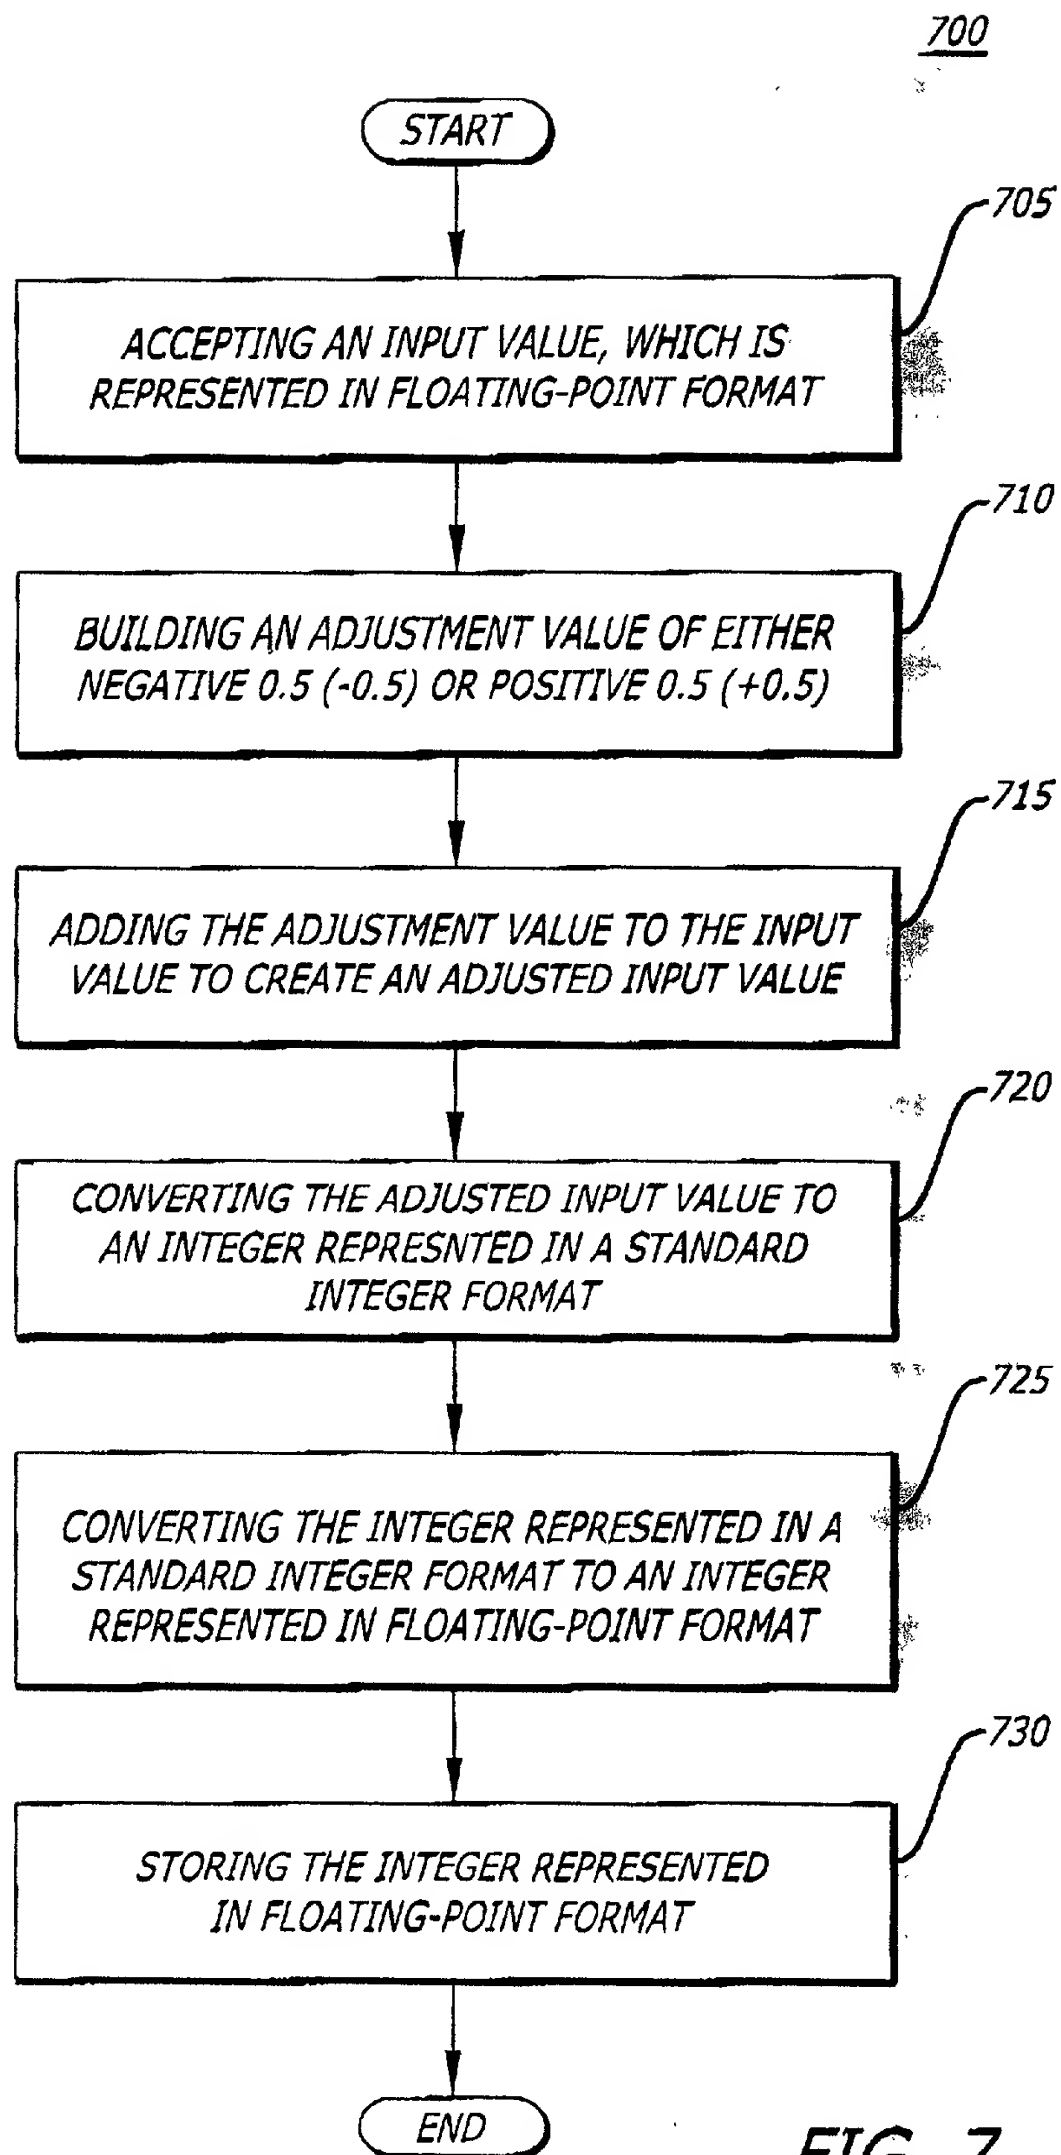 700
START
705
ACCEPTING AN INPUT VALUE, WHICH IS
REPRESENTED IN FLOATING-POINT FORMAT
710
BUILDING AN ADJUSTMENT VALUE OF EITHER
NEGATIVE 0.5 (-0.5) OR POSITIVE 0.5 (+0.5)
715
ADDING THE ADJUSTMENT VALUE TO THE INPUT
VALUE TO CREATE AN ADJUSTED INPUT VALUE
720
CONVERTING THE ADJUSTED INPUT VALUE TO
AN INTEGER REPRESNTED IN A STANDARD
INTEGER FORMAT
725
CONVERTING THE INTEGER REPRESENTED IN A
STANDARD INTEGER FORMAT TO AN INTEGER
REPRESENTED IN FLOATING-POINT FORMAT
730
STORING THE INTEGER REPRESENTED
IN FLOATING-POINT FORMAT
END
FIG. 7